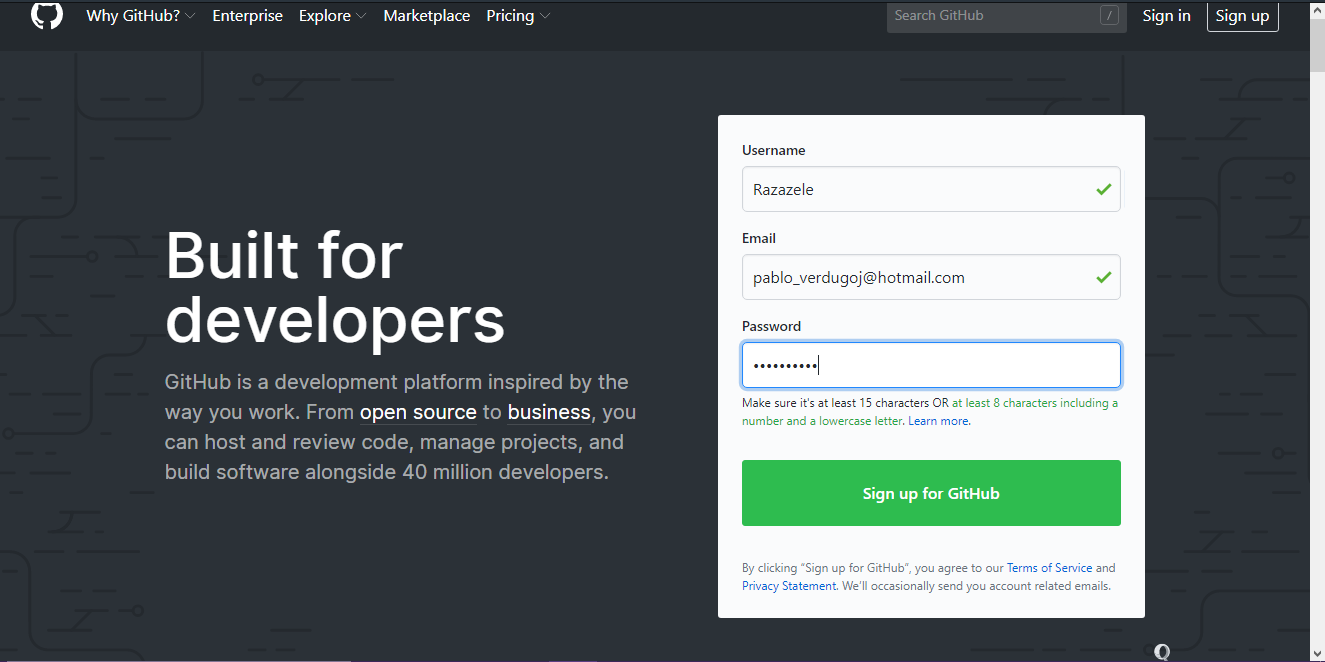 Why GitHub? Enterprise Explore Marketplace Pricing Search GitHub / Sign in Sign up
Built for
developers
GitHub is a development platform inspired by the
way you work. From open source to business, you
can host and review code, manage projects, and
build software alongside 40 million developers.
Username
Razazele
Email
pablo_verdugoj@hotmail.com
Password
••••••••••
Make sure it's at least 15 characters OR at least 8 characters including a
number and a lowercase letter. Learn more.
Sign up for GitHub
By clicking “Sign up for GitHub”, you agree to our Terms of Service and
Privacy Statement. We’ll occasionally send you account related emails.